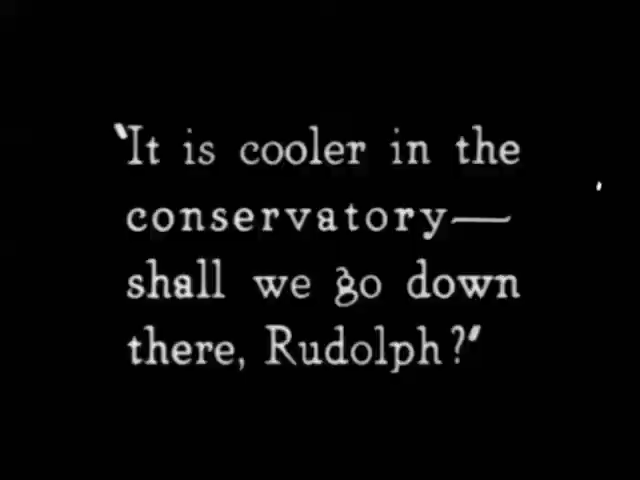 "It is cooler in the
conservatory—
shall we go down
there, Rudolph?"